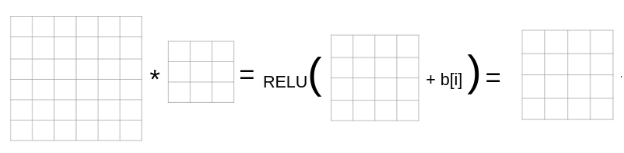 * = RELU( + b[i] ) =